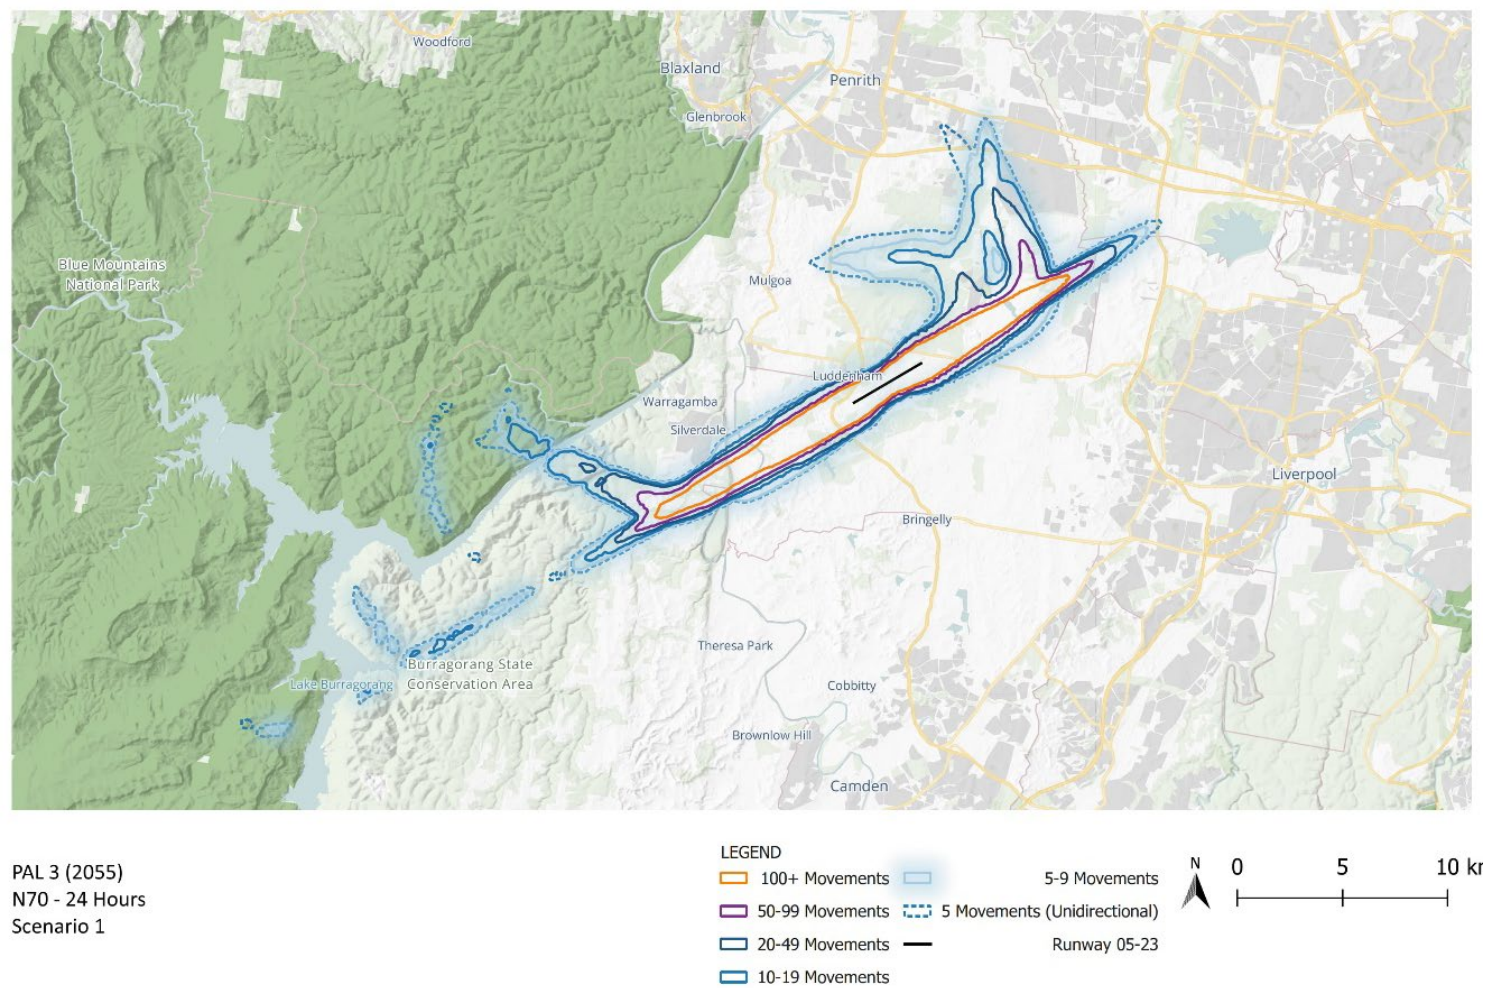 Woodford
Blaxland
Penrith
Glenbrook
Blue Mountains
National Park
Mulgoa
Luddenham
Warragamba
Silverdale
Liverpool
Bringelly
Theresa Park
Burragorang State
Conservation Area
Lake Burragorang
Cobbitty
Brownlow Hill
Camden
PAL 3 (2055)
N70 - 24 Hours
Scenario 1
LEGEND
100+ Movements
50-99 Movements
20-49 Movements
10-19 Movements
5-9 Movements
5 Movements (Unidirectional)
Runway 05-23
N
0 5 10 km